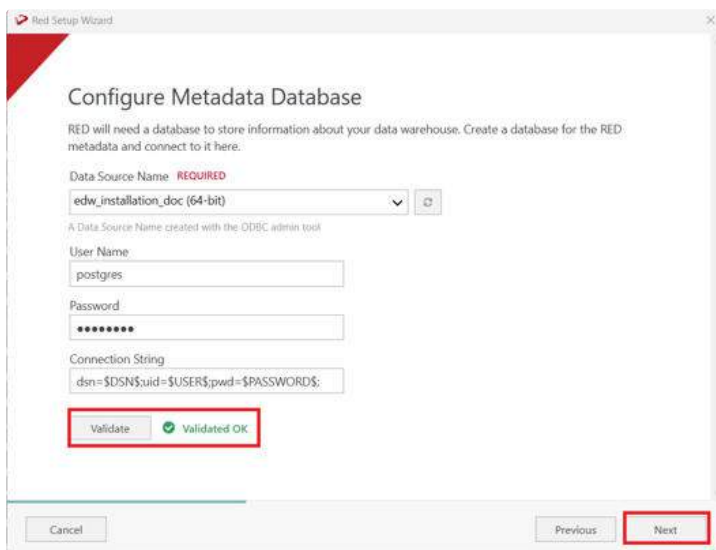 Red Setup Wizard
Configure Metadata Database
RED will need a database to store information about your data warehouse. Create a database for the RED
metadata and connect to it here.
Data Source Name REQUIRED
edw_installation_doc (64-bit)
A Data Source Name created with the ODBC admin tool
User Name
postgres
Password
••••••••
Connection String
dsn=$DSN$;uid=$USER$;pwd=$PASSWORD$;
Validate Validated OK
Cancel Previous Next